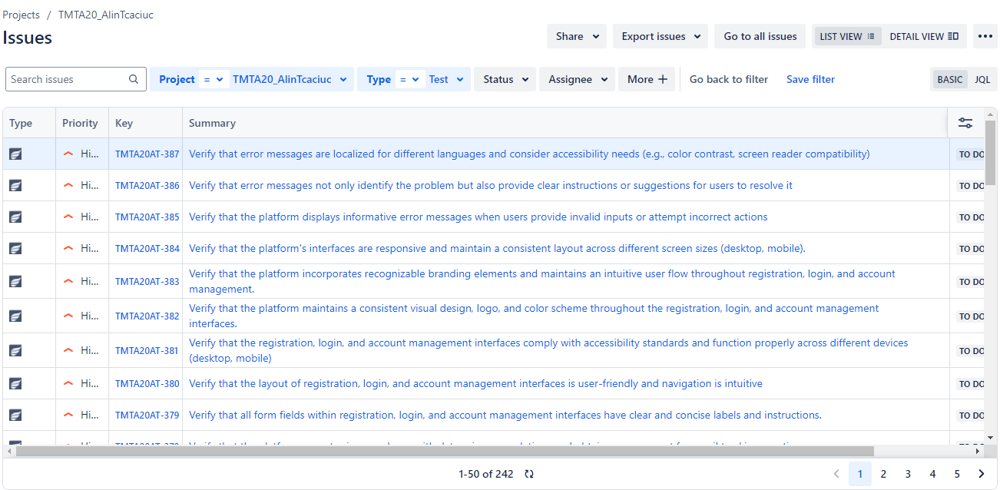 Projects / TMTA20_AlinTcaciuc
Issues
Share Export issues Go to all issues LIST VIEW DETAIL VIEW
Search issues Project = TMTA20_AlinTcaciuc Type = Test Status Assignee More + Go back to filter Save filter BASIC JQL
Type Priority Key Summary
Hi... TMTA20AT-387 Verify that error messages are localized for different languages and consider accessibility needs (e.g., color contrast, screen reader compatibility) TO DO
Hi... TMTA20AT-386 Verify that error messages not only identify the problem but also provide clear instructions or suggestions for users to resolve it TO DO
Hi... TMTA20AT-385 Verify that the platform displays informative error messages when users provide invalid inputs or attempt incorrect actions TO DO
Hi... TMTA20AT-384 Verify that the platform's interfaces are responsive and maintain a consistent layout across different screen sizes (desktop, mobile). TO DO
Hi... TMTA20AT-383 Verify that the platform incorporates recognizable branding elements and maintains an intuitive user flow throughout registration, login, and account TO DO
management.
Hi... TMTA20AT-382 Verify that the platform maintains a consistent visual design, logo, and color scheme throughout the registration, login, and account management TO DO
interfaces.
Hi... TMTA20AT-381 Verify that the registration, login, and account management interfaces comply with accessibility standards and function properly across different devices TO DO
(desktop, mobile)
Hi... TMTA20AT-380 Verify that the layout of registration, login, and account management interfaces is user-friendly and navigation is intuitive TO DO
Hi... TMTA20AT-379 Verify that all form fields within registration, login, and account management interfaces have clear and concise labels and instructions. TO DO
1-50 of 242 1 2 3 4 5